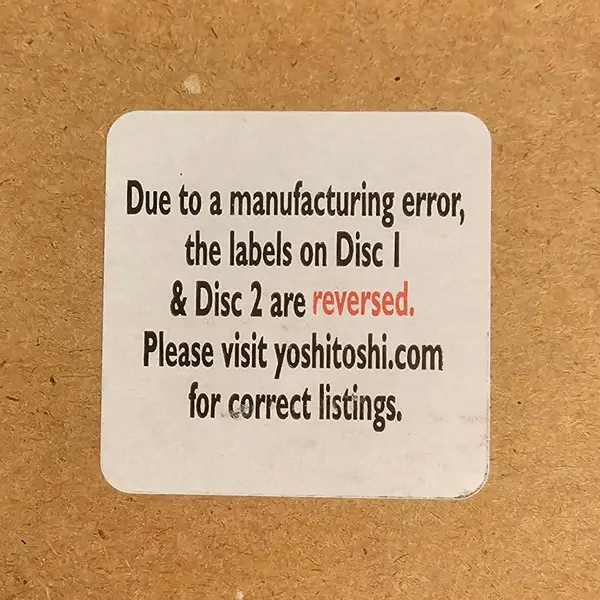 Due to a manufacturing error,
the labels on Disc 1
& Disc 2 are reversed.
Please visit yoshitoshi.com
for correct listings.